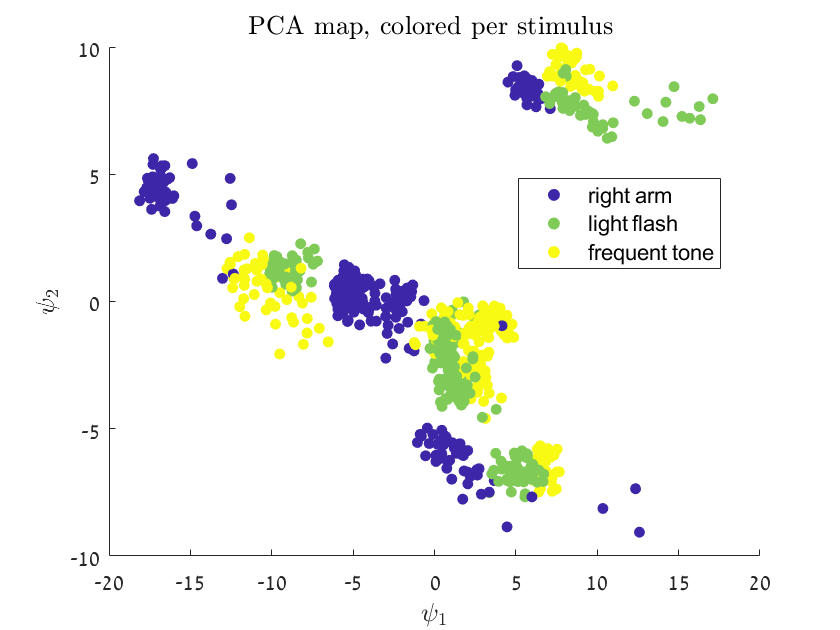 PCA map, colored per stimulus
10
5
0
-5
-10
ψ2
right arm
light flash
frequent tone
-20 -15 -10 -5 0 5 10 15 20
ψ1